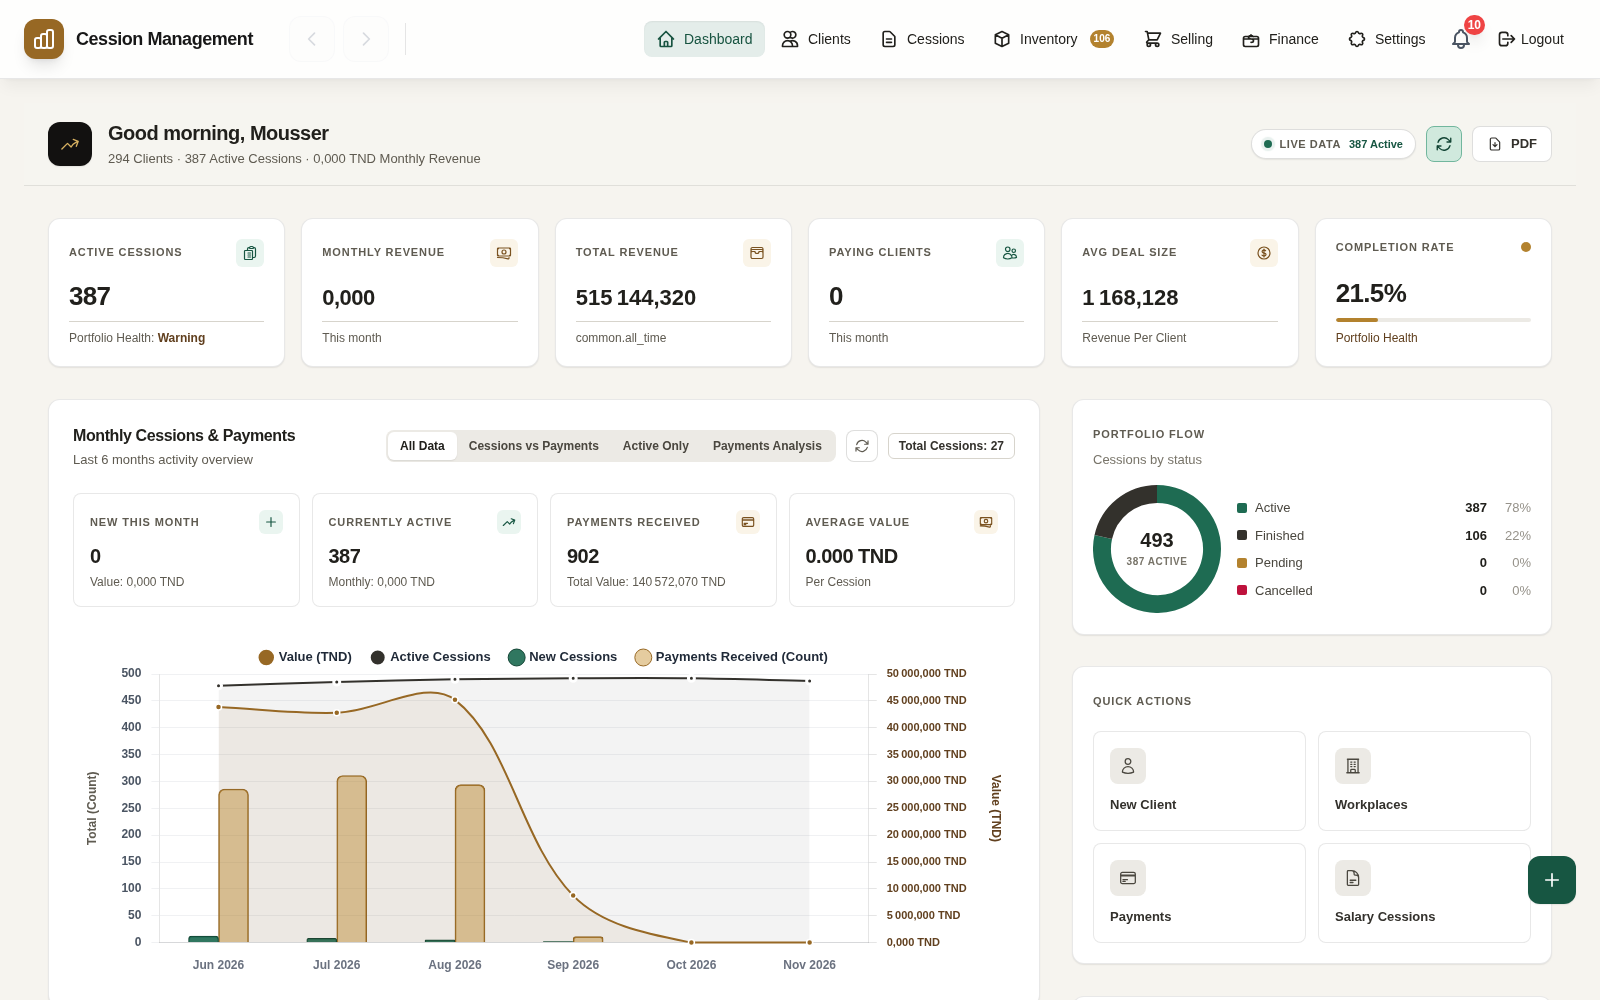 Cession Management
Dashboard
Clients
Cessions
Inventory 106
Selling
Finance
Settings
10
Logout
Good morning, Mousser
294 Clients · 387 Active Cessions · 0,000 TND Monthly Revenue
LIVE DATA 387 Active
PDF
ACTIVE CESSIONS
387
Portfolio Health: Warning
MONTHLY REVENUE
0,000
This month
TOTAL REVENUE
515 144,320
common.all_time
PAYING CLIENTS
0
This month
AVG DEAL SIZE
1 168,128
Revenue Per Client
COMPLETION RATE
21.5%
Portfolio Health
Monthly Cessions & Payments
Last 6 months activity overview
All Data
Cessions vs Payments
Active Only
Payments Analysis
Total Cessions: 27
NEW THIS MONTH
0
Value: 0,000 TND
CURRENTLY ACTIVE
387
Monthly: 0,000 TND
PAYMENTS RECEIVED
902
Total Value: 140 572,070 TND
AVERAGE VALUE
0.000 TND
Per Cession
Value (TND)
Active Cessions
New Cessions
Payments Received (Count)
500
450
400
350
300
250
200
150
100
50
0
Total (Count)
50 000,000 TND
45 000,000 TND
40 000,000 TND
35 000,000 TND
30 000,000 TND
25 000,000 TND
20 000,000 TND
15 000,000 TND
10 000,000 TND
5 000,000 TND
0,000 TND
Value (TND)
Jun 2026
Jul 2026
Aug 2026
Sep 2026
Oct 2026
Nov 2026
PORTFOLIO FLOW
Cessions by status
493
387 ACTIVE
Active 387 78%
Finished 106 22%
Pending 0 0%
Cancelled 0 0%
QUICK ACTIONS
New Client
Workplaces
Payments
Salary Cessions